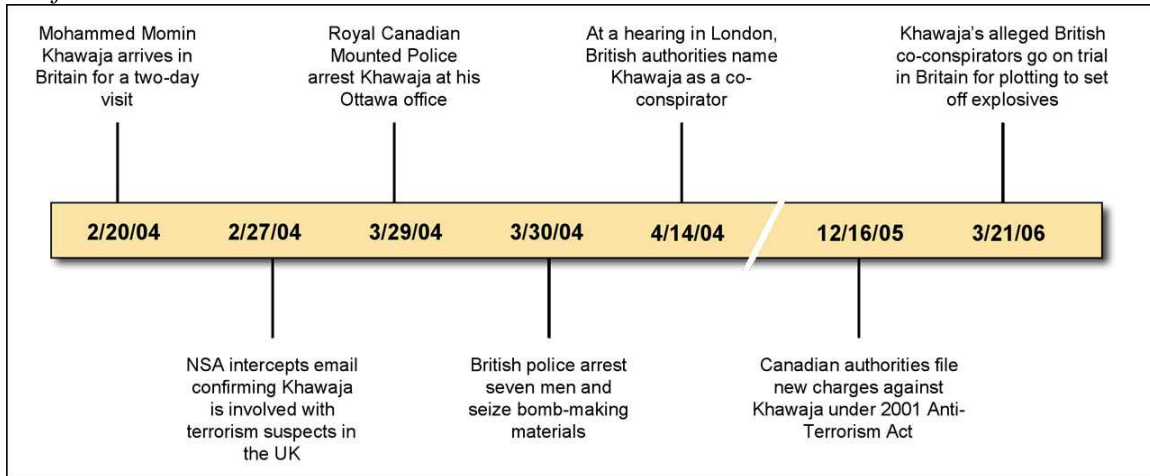 Mohammed Momin
Khawaja arrives in
Britain for a two-day
visit
Royal Canadian
Mounted Police
arrest Khawaja at his
Ottawa office
At a hearing in London,
British authorities name
Khawaja as a co-
conspirator
Khawaja's alleged British
co-conspirators go on trial
in Britain for plotting to set
off explosives
2/20/04 2/27/04 3/29/04 3/30/04 4/14/04 12/16/05 3/21/06
NSA intercepts email
confirming Khawaja
is involved with
terrorism suspects in
the UK
British police arrest
seven men and
seize bomb-making
materials
Canadian authorities file
new charges against
Khawaja under 2001 Anti-
Terrorism Act